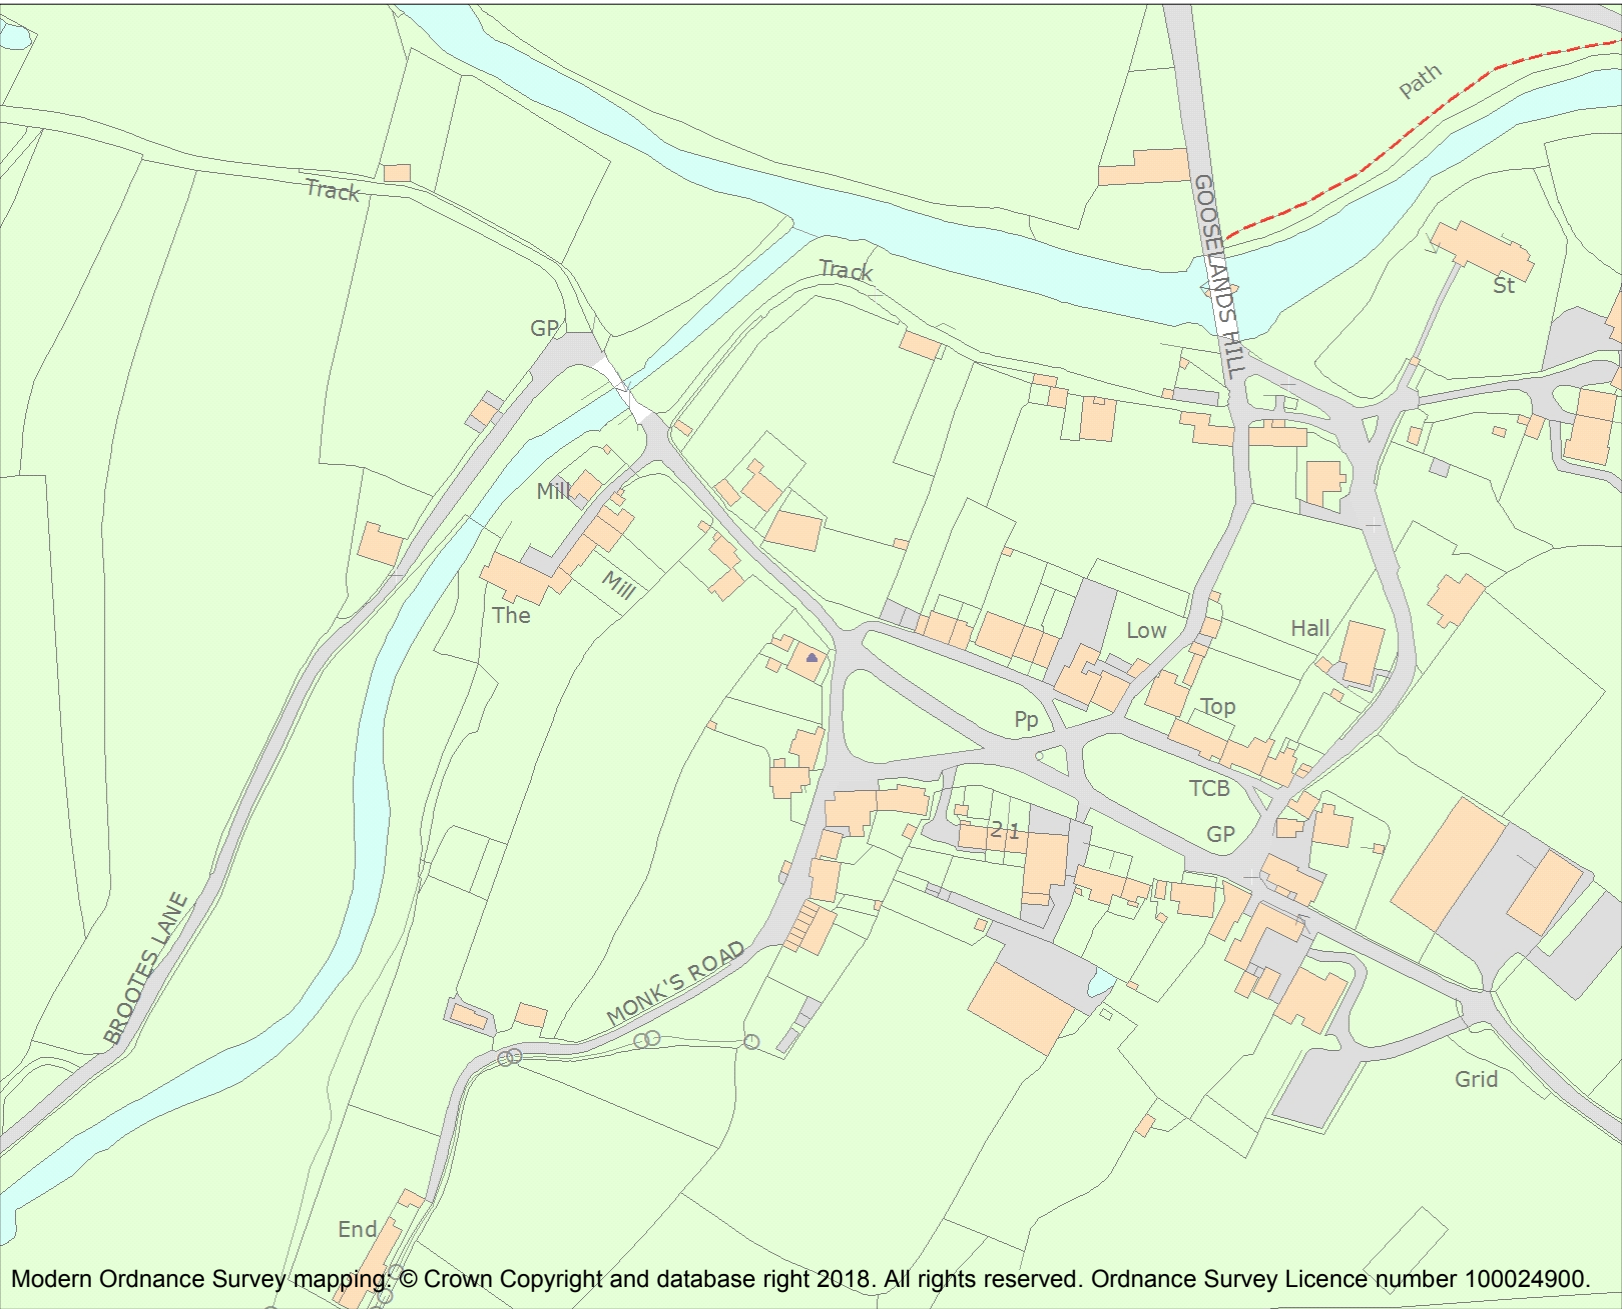 Path
Track
GOOSELANDS HILL
Track
St
GP
Mill
Mill
The
Low
Hall
Top
Pp
TCB
2 1
GP
BROOTES LANE
MONK'S ROAD
Grid
End
Modern Ordnance Survey mapping: © Crown Copyright and database right 2018. All rights reserved. Ordnance Survey Licence number 100024900.